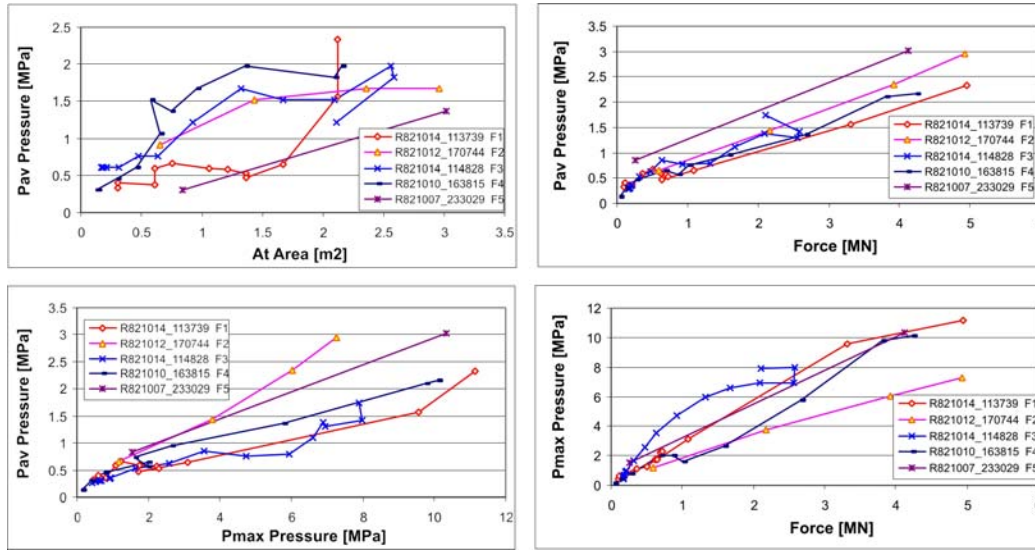 Pav Pressure [MPa]
2.5
2
1.5
1
0.5
0
R821014_113739 F1
R821012_170744 F2
R821014_114828 F3
R821010_163815 F4
R821007_233029 F5
0 0.5 1 1.5 2 2.5 3 3.5
At Area [m2]
Pav Pressure [MPa]
3.5
3
2.5
2
1.5
1
0.5
0
R821014_113739 F1
R821012_170744 F2
R821014_114828 F3
R821010_163815 F4
R821007_233029 F5
0 1 2 3 4 5
Force [MN]
Pav Pressure [MPa]
3.5
3
2.5
2
1.5
1
0.5
0
R821014_113739 F1
R821012_170744 F2
R821014_114828 F3
R821010_163815 F4
R821007_233029 F5
0 2 4 6 8 10 12
Pmax Pressure [MPa]
Pmax Pressure [MPa]
12
10
8
6
4
2
0
R821014_113739 F1
R821012_170744 F2
R821014_114828 F3
R821010_163815 F4
R821007_233029 F5
0 1 2 3 4 5
Force [MN]